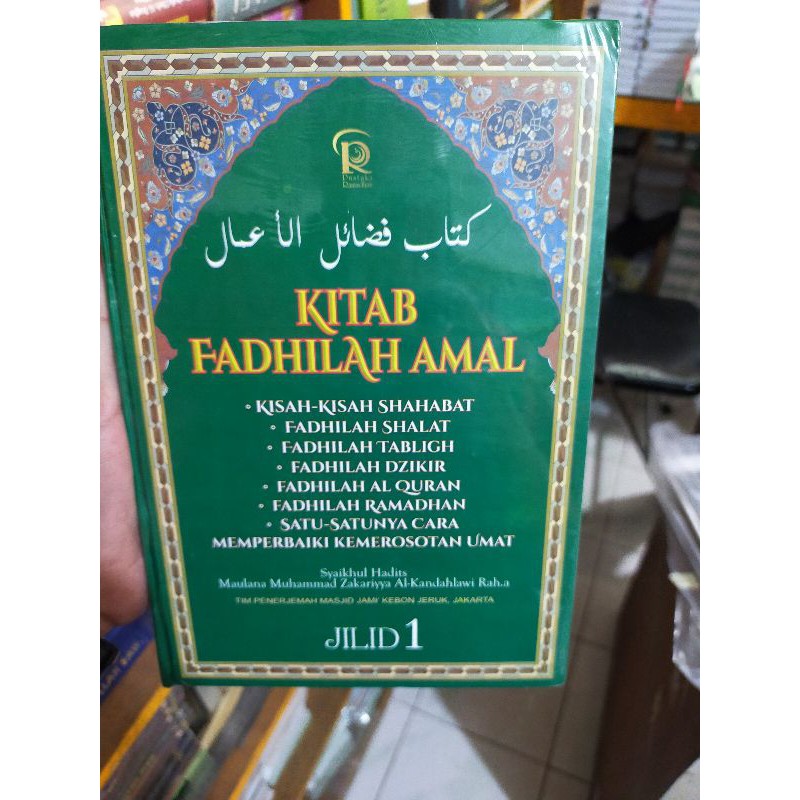 Pustaka
Ramadhan
كتاب فضائل الأعمال
KITAB
FADHILAH AMAL
• KISAH-KISAH SHAHABAT
• FADHILAH SHALAT
• FADHILAH TABLIGH
• FADHILAH DZIKIR
• FADHILAH AL QURAN
• FADHILAH RAMADHAN
• SATU-SATUNYA CARA
MEMPERBAIKI KEMEROSOTAN UMAT
Syaikhul Hadits
Maulana Muhammad Zakariyya Al-Kandahlawi Rah.a
TIM PENERJEMAH MASJID JAMI' KEBON JERUK, JAKARTA
JILID 1